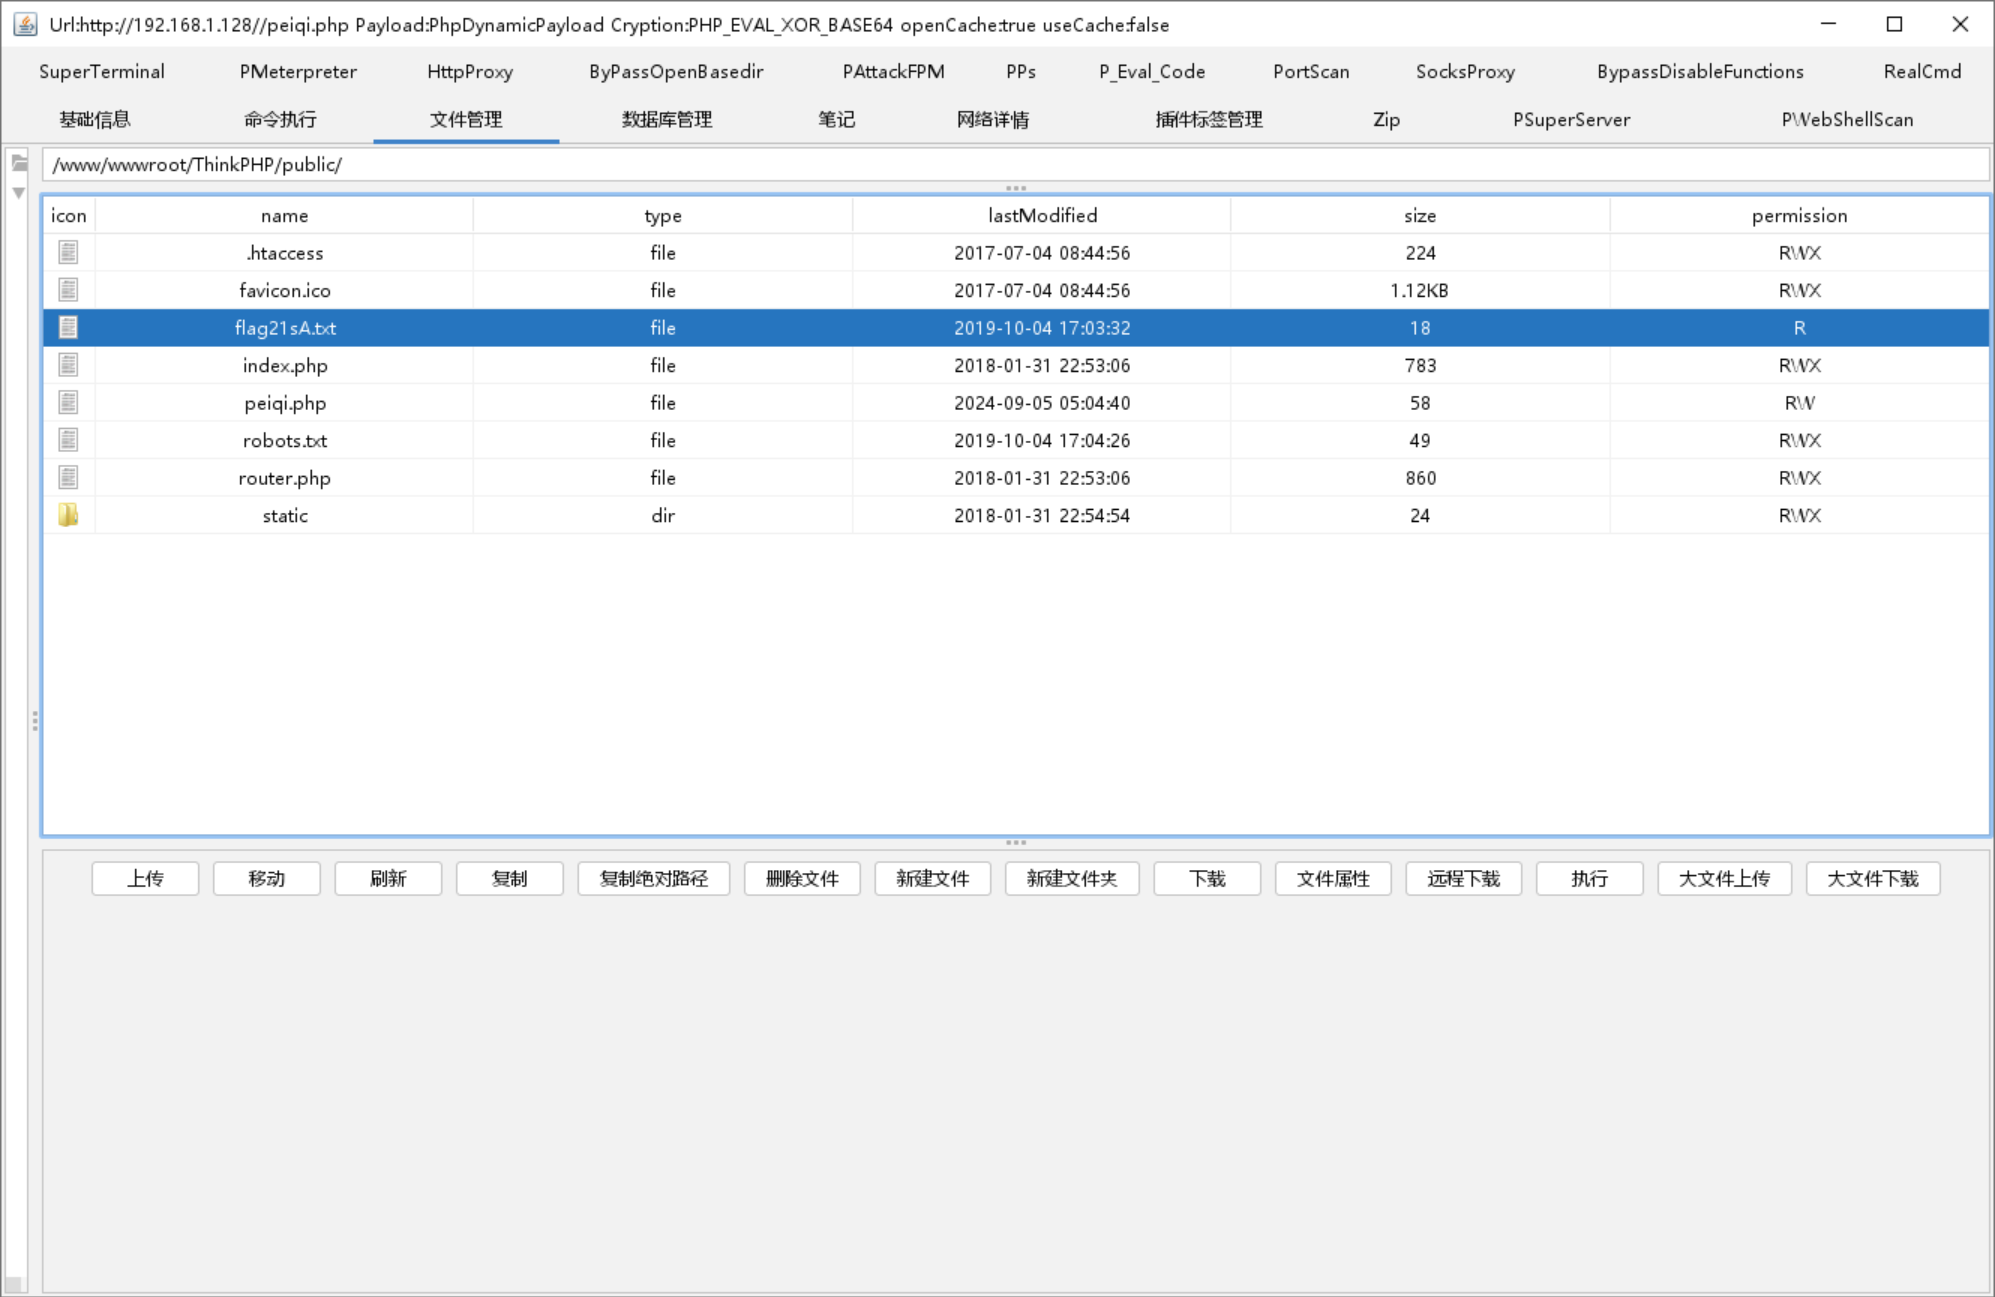 Url:http://192.168.1.128//peiqi.php Payload:PhpDynamicPayload Cryption:PHP_EVAL_XOR_BASE64 openCache:true useCache:false
SuperTerminal PMeterpreter HttpProxy ByPassOpenBasedir PAttackFPM PPs P_Eval_Code PortScan SocksProxy BypassDisableFunctions RealCmd
基础信息 命令执行 文件管理 数据库管理 笔记 网络详情 插件标签管理 Zip PSuperServer PWebShellScan
/www/wwwroot/ThinkPHP/public/
icon name type lastModified size permission
.htaccess file 2017-07-04 08:44:56 224 RWX
favicon.ico file 2017-07-04 08:44:56 1.12KB RWX
flag21sA.txt file 2019-10-04 17:03:32 18 R
index.php file 2018-01-31 22:53:06 783 RWX
peiqi.php file 2024-09-05 05:04:40 58 RW
robots.txt file 2019-10-04 17:04:26 49 RWX
router.php file 2018-01-31 22:53:06 860 RWX
static dir 2018-01-31 22:54:54 24 RWX
上传 移动 刷新 复制 复制绝对路径 删除文件 新建文件 新建文件夹 下载 文件属性 远程下载 执行 大文件上传 大文件下载